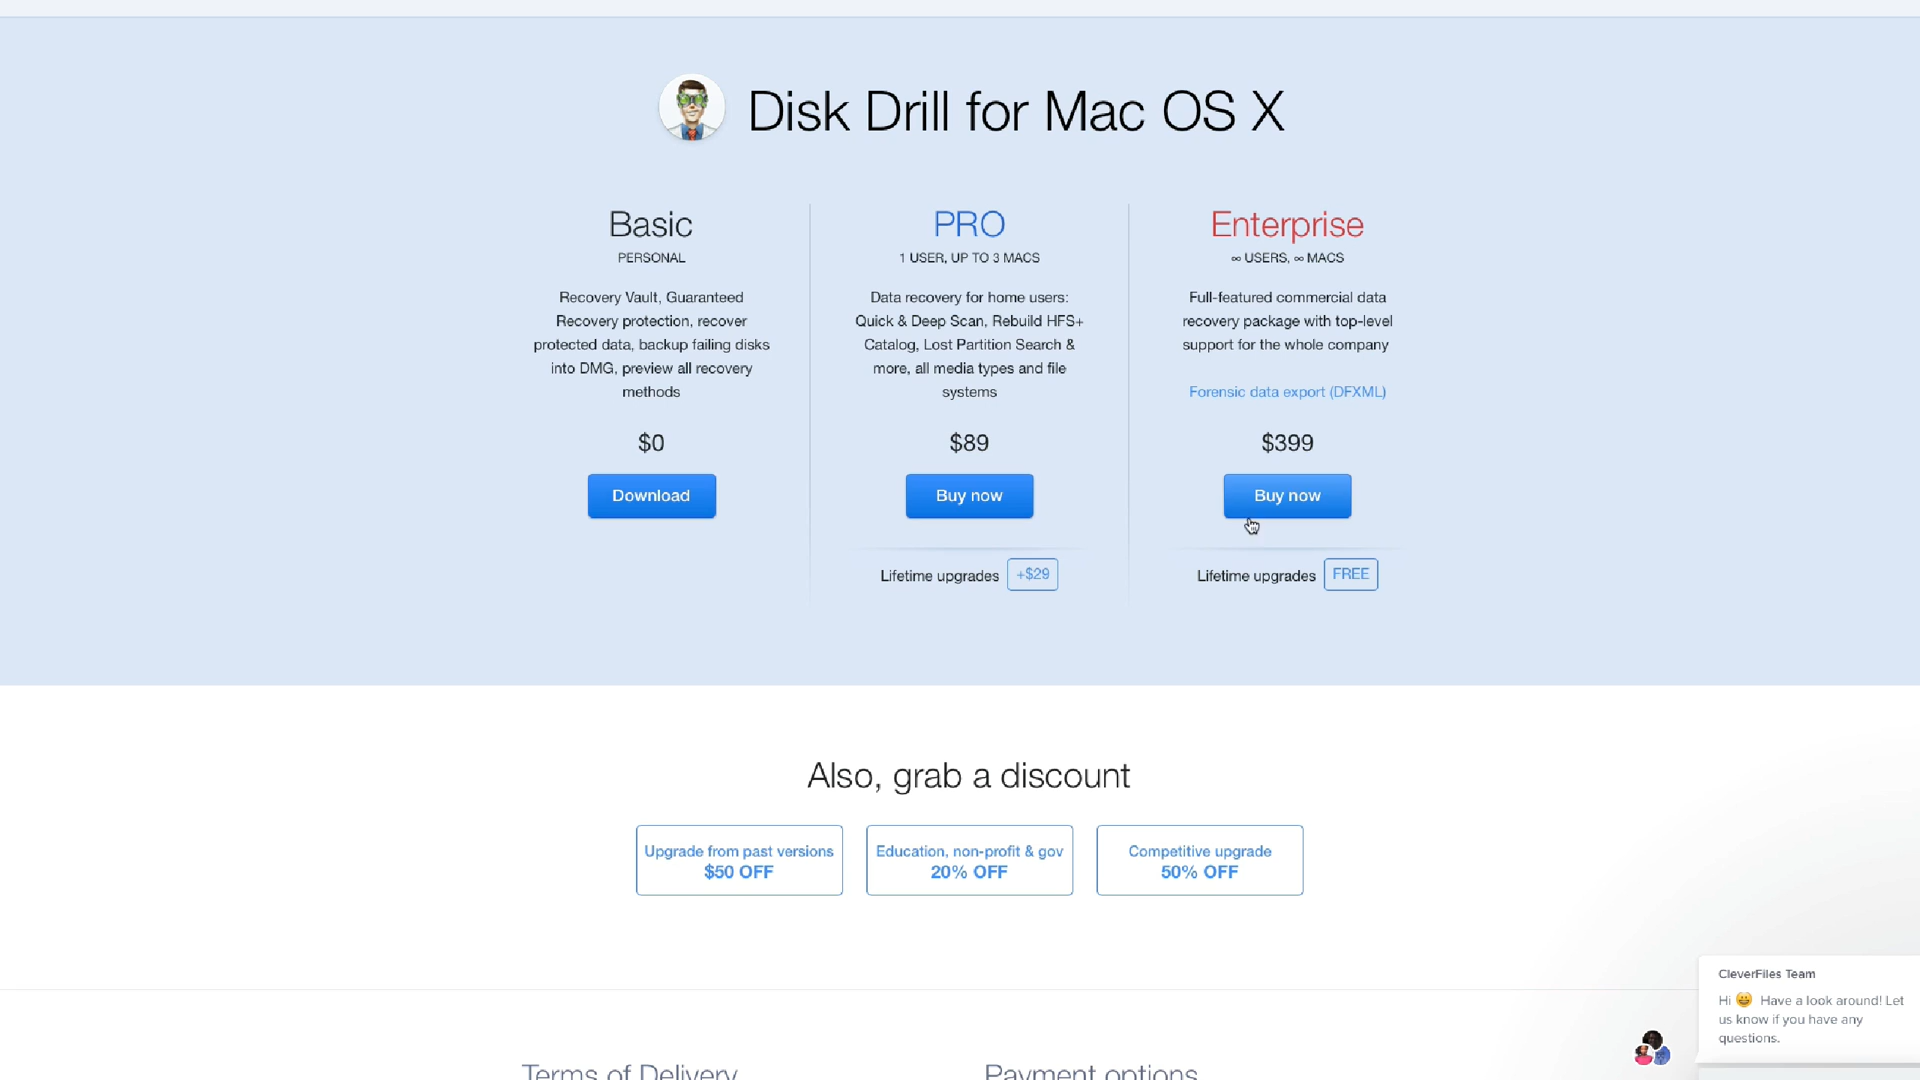 Disk Drill for Mac OS X
Basic
PERSONAL
Recovery Vault, Guaranteed
Recovery protection, recover
protected data, backup failing disks
into DMG, preview all recovery
methods
$0
Download
PRO
1 USER, UP TO 3 MACS
Data recovery for home users:
Quick & Deep Scan, Rebuild HFS+
Catalog, Lost Partition Search &
more, all media types and file
systems
$89
Buy now
Lifetime upgrades +$29
Enterprise
∞ USERS, ∞ MACS
Full-featured commercial data
recovery package with top-level
support for the whole company
Forensic data export (DFXML)
$399
Buy now
Lifetime upgrades FREE
Also, grab a discount
Upgrade from past versions
$50 OFF
Education, non-profit & gov
20% OFF
Competitive upgrade
50% OFF
Terms of Delivery
Payment options
CleverFiles Team
Hi 😀 Have a look around! Let
us know if you have any
questions.